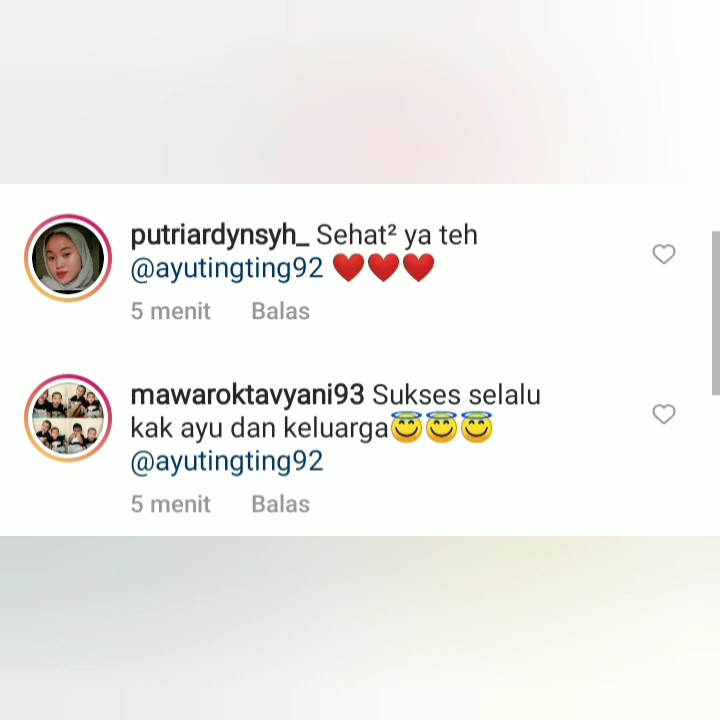 putriardynsyh_ Sehat² ya teh
@ayutingting92 ❤️❤️❤️
5 menit Balas
mawaroktavyani93 Sukses selalu
kak ayu dan keluarga😇😇😇
@ayutingting92
5 menit Balas